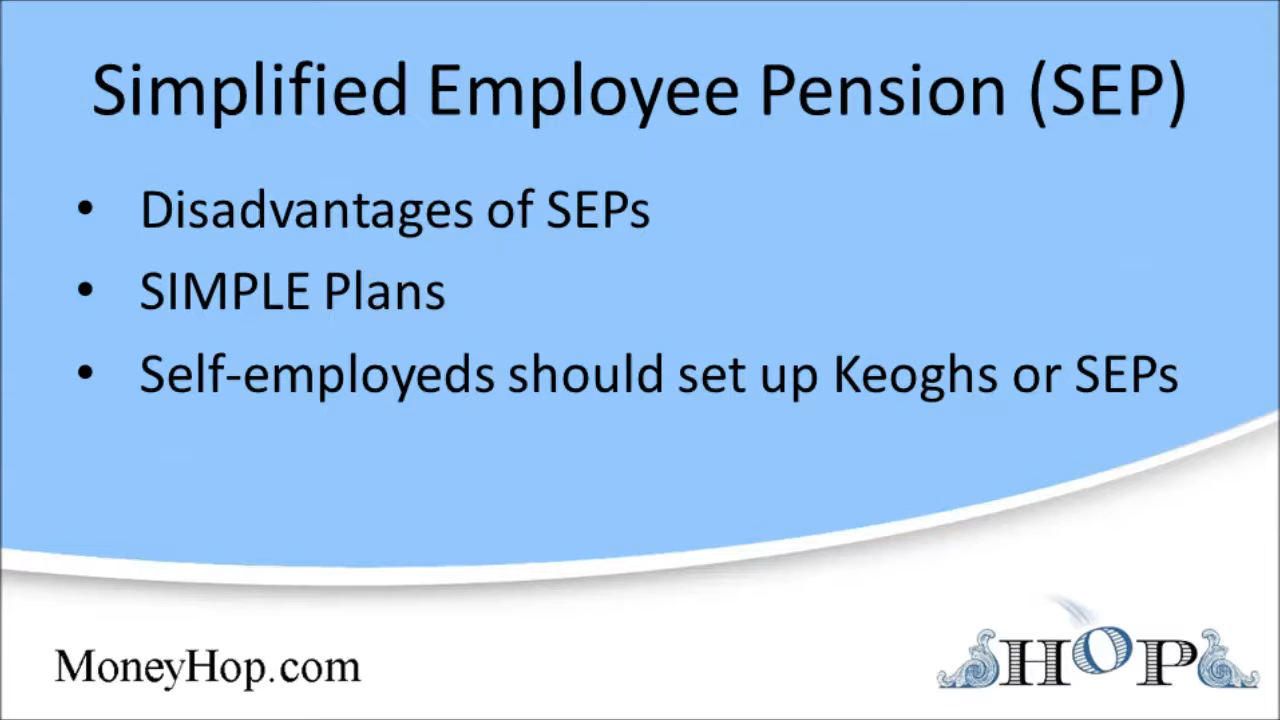 Simplified Employee Pension (SEP)
• Disadvantages of SEPs
• SIMPLE Plans
• Self-employeds should set up Keoghs or SEPs
MoneyHop.com
HOP